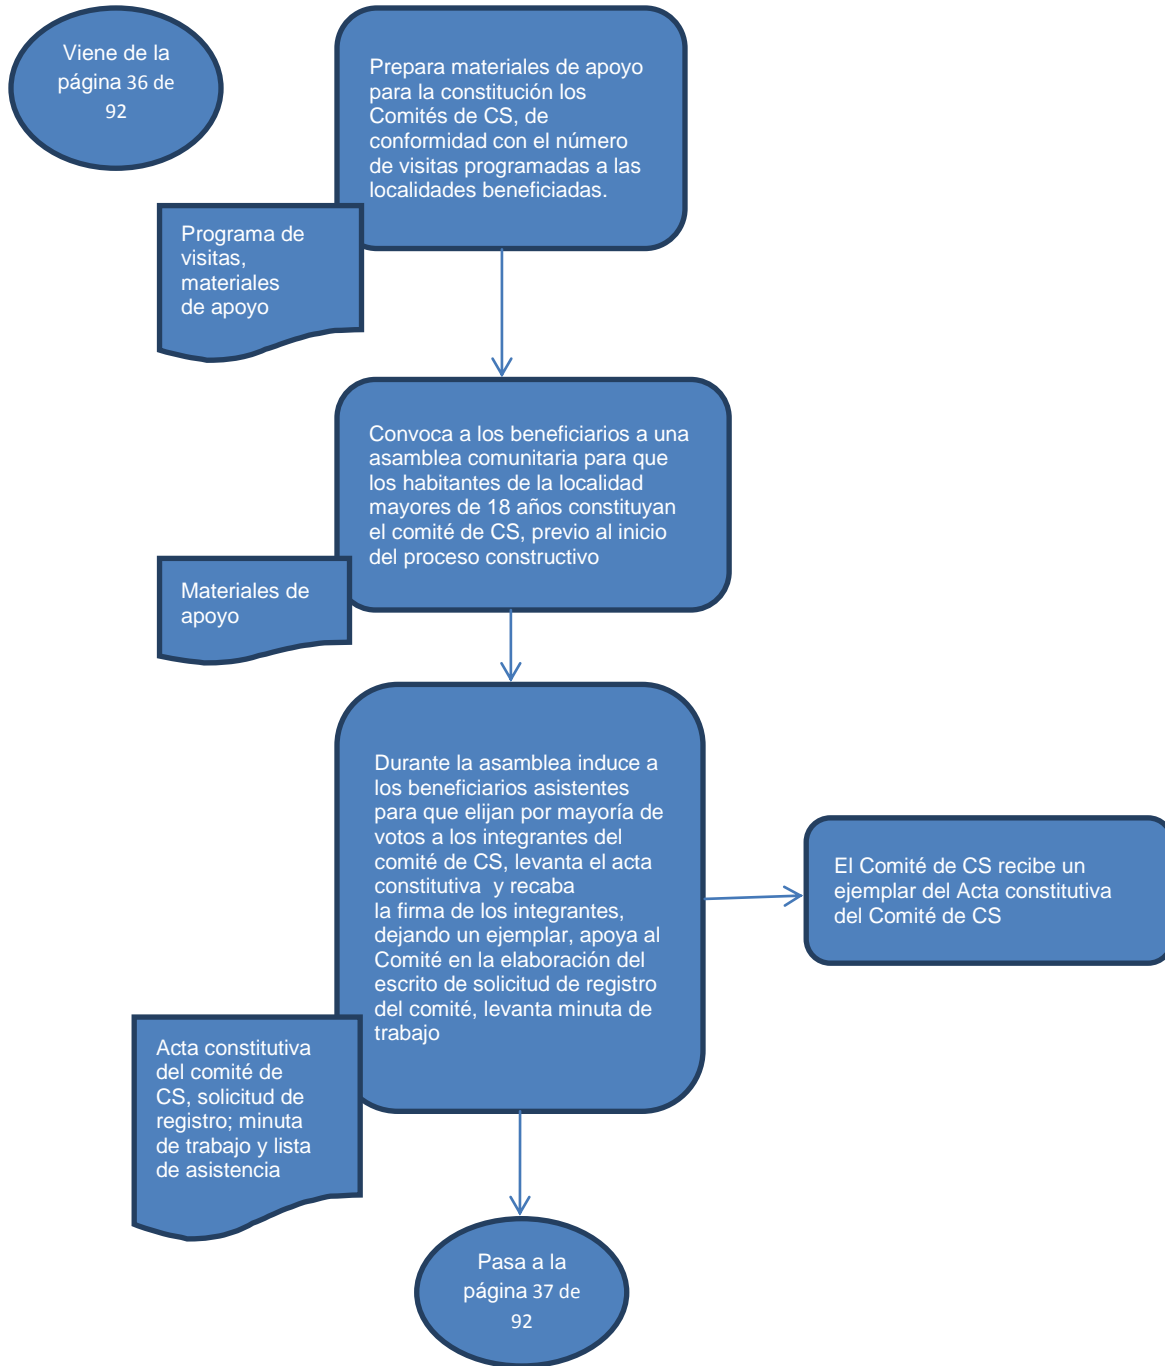 Viene de la
página 36 de
92
Prepara materiales de apoyo
para la constitución los
Comités de CS, de
conformidad con el número
de visitas programadas a las
localidades beneficiadas.
Programa de
visitas,
materiales
de apoyo
Convoca a los beneficiarios a una
asamblea comunitaria para que
los habitantes de la localidad
mayores de 18 años constituyan
el comité de CS, previo al inicio
del proceso constructivo
Materiales de
apoyo
Durante la asamblea induce a
los beneficiarios asistentes
para que elijan por mayoría de
votos a los integrantes del
comité de CS, levanta el acta
constitutiva  y recaba
la firma de los integrantes,
dejando un ejemplar, apoya al
Comité en la elaboración del
escrito de solicitud de registro
del comité, levanta minuta de
trabajo
El Comité de CS recibe un
ejemplar del Acta constitutiva
del Comité de CS
Acta constitutiva
del comité de
CS, solicitud de
registro; minuta
de trabajo y lista
de asistencia
Pasa a la
página 37 de
92